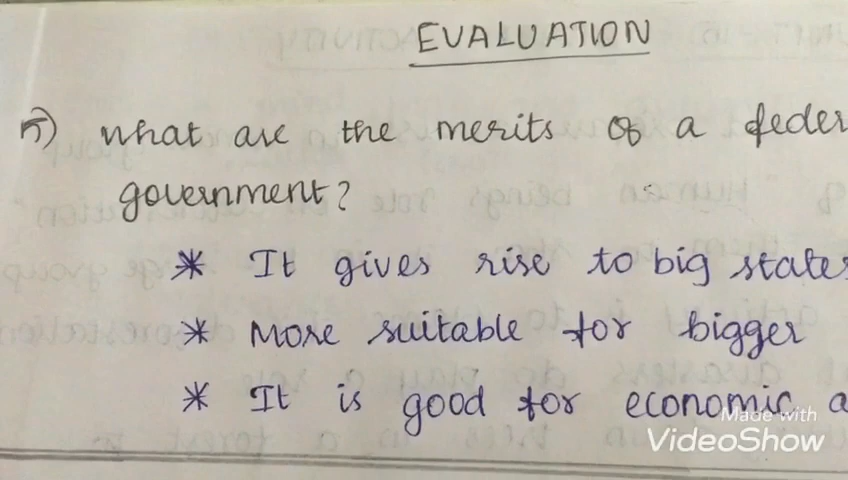 EVALUATION
5) What are the merits of a feder
government?
* It gives rise to big states
* More suitable for bigger
* It is good for economic a
Made with
VideoShow